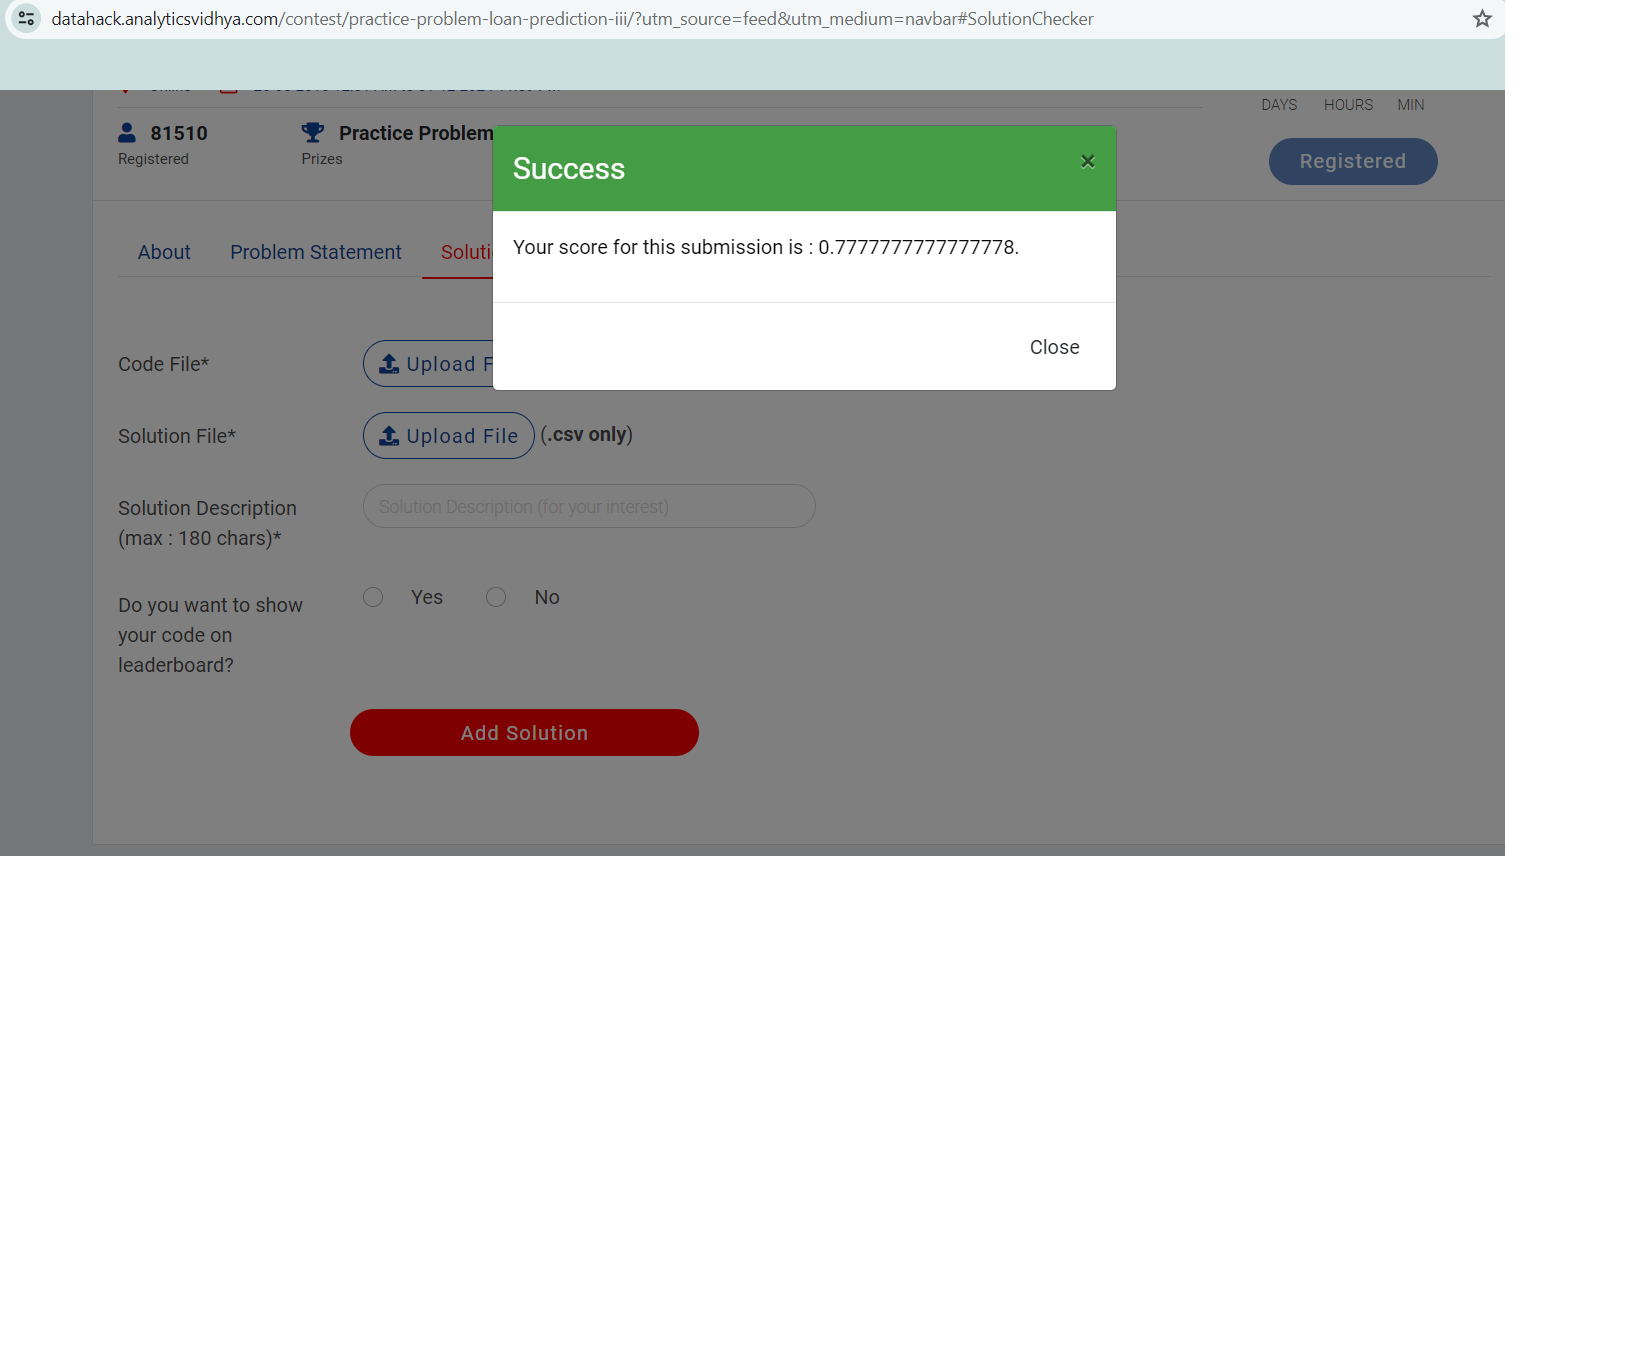 datahack.analyticsvidhya.com/contest/practice-problem-loan-prediction-iii/?utm_source=feed&utm_medium=navbar#SolutionChecker
DAYS HOURS MIN
81510 Practice Problem
Registered Prizes
Registered
Success ×
Your score for this submission is : 0.7777777777777778.
Close
About Problem Statement Soluti
Code File* Upload F
Solution File* Upload File (.csv only)
Solution Description (for your interest)
Solution Description
(max : 180 chars)*
Do you want to show Yes No
your code on
leaderboard?
Add Solution